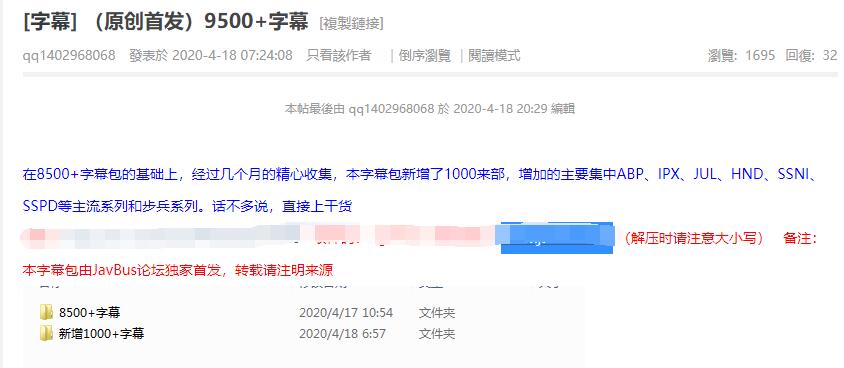 [字幕] （原创首发）9500+字幕 [複製鏈接]
qq1402968068 發表於 2020-4-18 07:24:08 只看該作者 | 倒序瀏覽 | 閱讀模式 瀏覽: 1695 回復: 32
本帖最後由 qq1402968068 於 2020-4-18 20:29 編輯
在8500+字幕包的基础上，经过几个月的精心收集，本字幕包新增了1000来部，增加的主要集中ABP、IPX、JUL、HND、SSNI、
SSPD等主流系列和步兵系列。话不多说，直接上干货
（解压时请注意大小写） 备注：
本字幕包由JavBus论坛独家首发，转载请注明来源
8500+字幕 2020/4/17 10:54 文件夹
新增1000+字幕 2020/4/18 6:57 文件夹